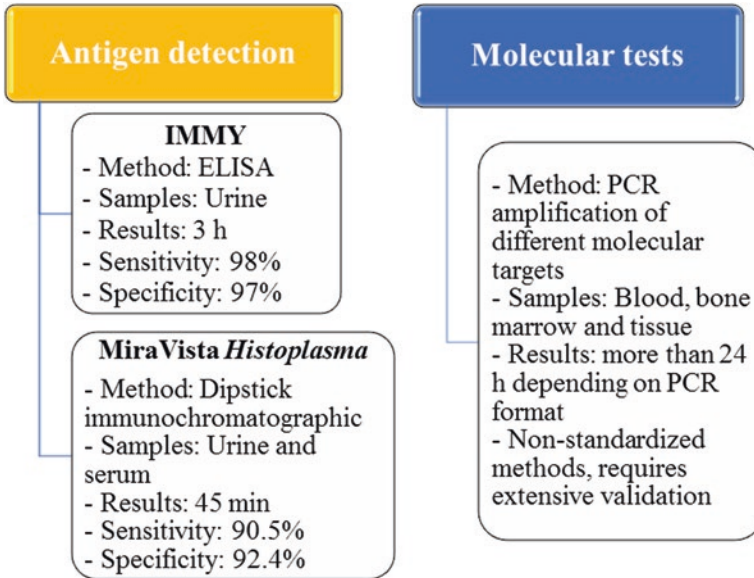 Antigen detection
IMMY
- Method: ELISA
- Samples: Urine
- Results: 3 h
- Sensitivity: 98%
- Specificity: 97%
MiraVista Histoplasma
- Method: Dipstick
immunochromatographic
- Samples: Urine and
serum
- Results: 45 min
- Sensitivity: 90.5%
- Specificity: 92.4%
Molecular tests
- Method: PCR
amplification of
different molecular
targets
- Samples: Blood, bone
marrow and tissue
- Results: more than 24
h depending on PCR
format
- Non-standardized
methods, requires
extensive validation